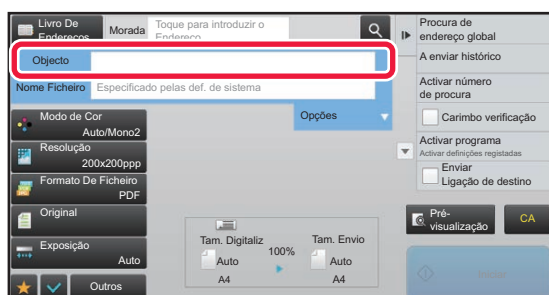 Livro De
Endereços
Morada
Toque para introduzir o
Endereço
Objecto
Nome Ficheiro
Especificado pelas def. de sistema
Opções
Modo de Cor
Auto/Mono2
Resolução
200x200ppp
Formato De Ficheiro
PDF
Original
Exposição
Auto
Outros
Tam. Digitaliz
Auto
A4
100%
Tam. Envio
Auto
A4
Procura de
endereço global
A enviar histórico
Activar número
de procura
Carimbo verificação
Activar programa
Activar definições registadas
Enviar
Ligação de destino
Pré-
visualização
CA
Iniciar